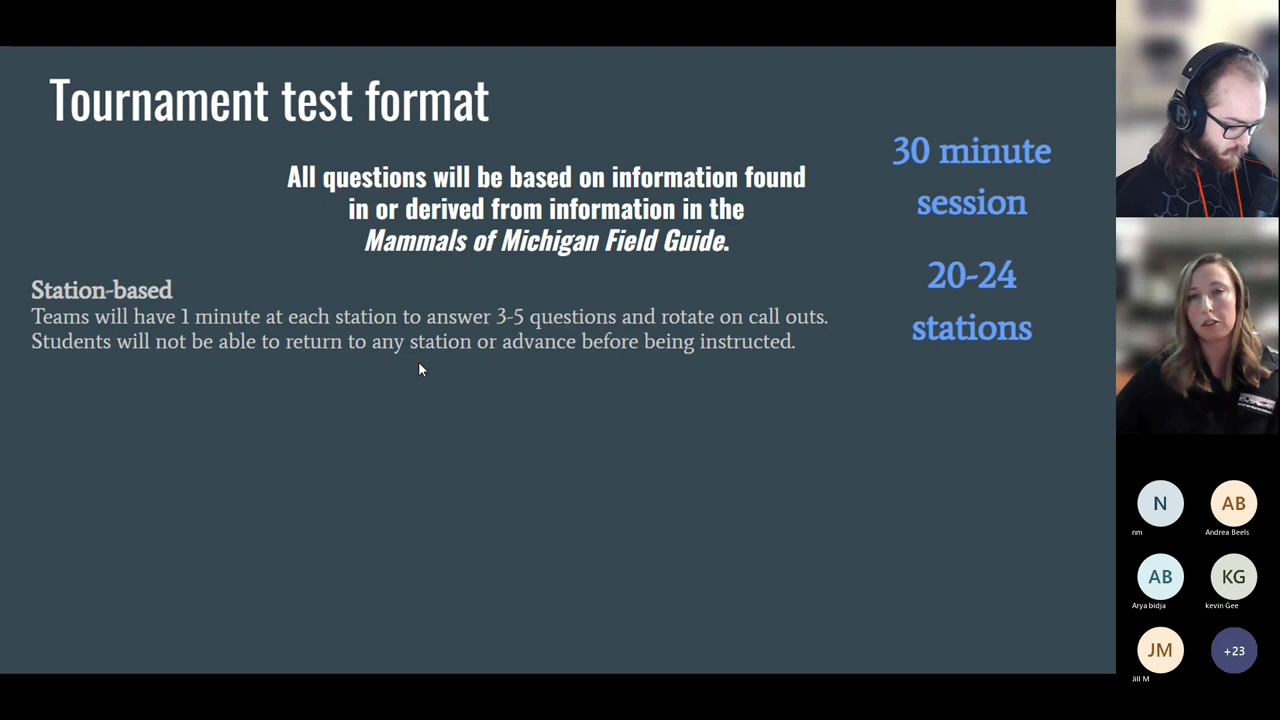 Tournament test format
All questions will be based on information found
in or derived from information in the
Mammals of Michigan Field Guide.
Station-based
Teams will have 1 minute at each station to answer 3-5 questions and rotate on call outs.
Students will not be able to return to any station or advance before being instructed.
30 minute
session
20-24
stations
N
nm
AB
Andrea Beels
AB
Arya bidja
KG
kevin Gee
JM
Jill M
+23